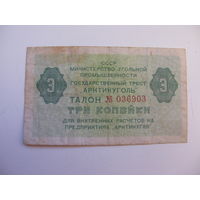 СССР
МИНИСТЕРСТВО УГОЛЬНОЙ
ПРОМЫШЛЕННОСТИ
ГОСУДАРСТВЕННЫЙ ТРЕСТ
„АРКТИКУГОЛЬ"
3 ТАЛОН № 036903 3
ТРИ КОПЕЙКИ
ДЛЯ ВНУТРЕННИХ РАСЧЕТОВ НА
ПРЕДПРИЯТИЯХ „АРКТИКУГЛЯ"